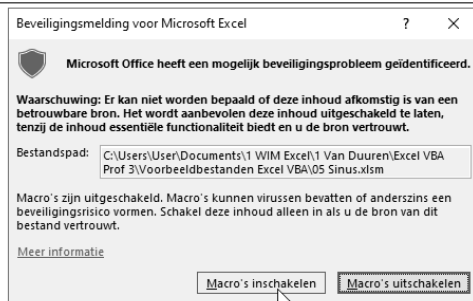 Beveiligingsmelding voor Microsoft Excel ? ×
Microsoft Office heeft een mogelijk beveiligingsprobleem geïdentificeerd.
Waarschuwing: Er kan niet worden bepaald of deze inhoud afkomstig is van een
betrouwbare bron. Het wordt aanbevolen deze inhoud uitgeschakeld te laten,
tenzij de inhoud essentiële functionaliteit biedt en u de bron vertrouwt.
Bestandspad: C:\Users\User\Documents\1 WIM Excel\1 Van Duuren\Excel VBA
Prof 3\Voorbeeldbestanden Excel VBA\05 Sinus.xlsm
Macro's zijn uitgeschakeld. Macro's kunnen virussen bevatten of anderszins een
beveiligingsrisico vormen. Schakel deze inhoud alleen in als u de bron van dit
bestand vertrouwt.
Meer informatie
Macro's inschakelen Macro's uitschakelen